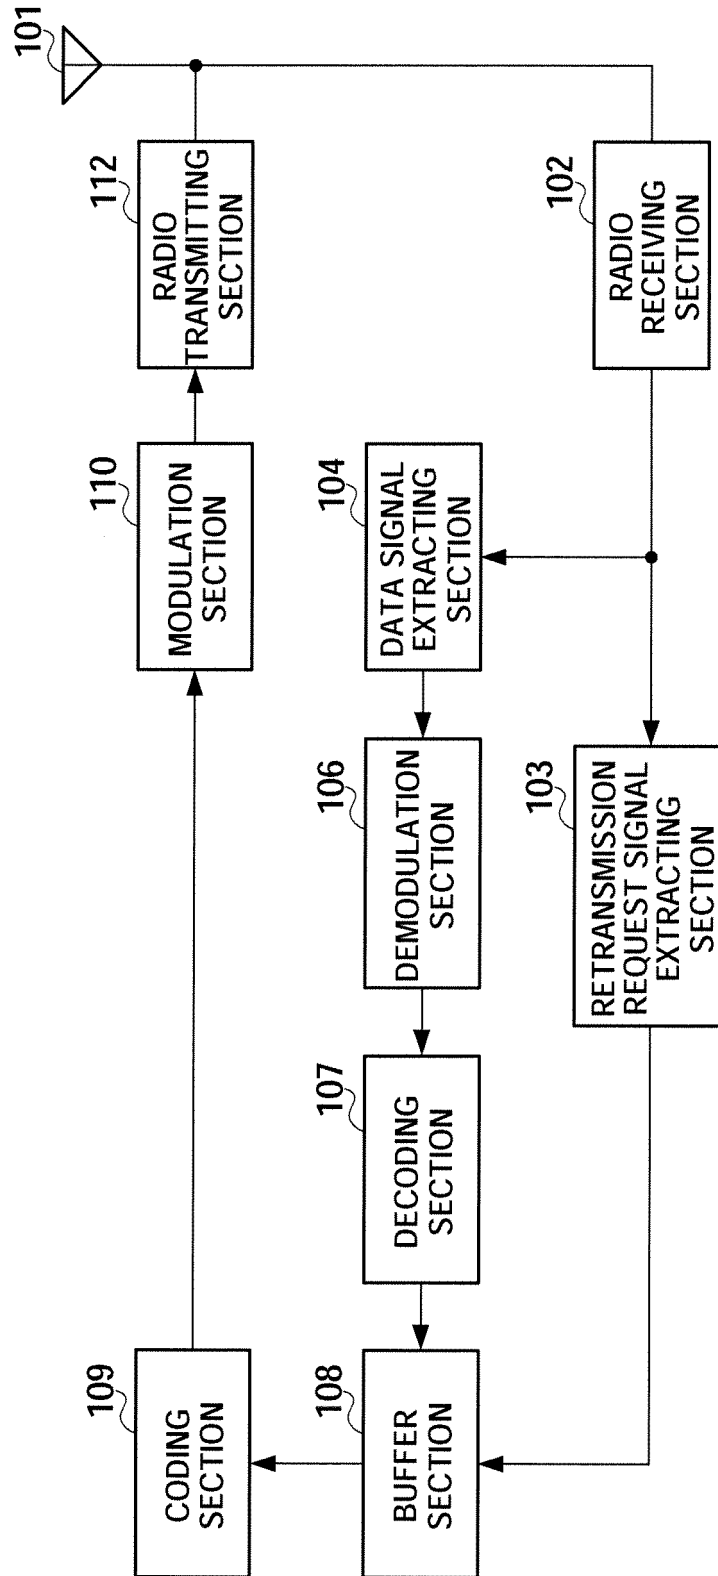 101
112
RADIO
TRANSMITTING
SECTION
110
MODULATION
SECTION
109
CODING
SECTION
104
DATA SIGNAL
EXTRACTING
SECTION
106
DEMODULATION
SECTION
107
DECODING
SECTION
108
BUFFER
SECTION
102
RADIO
RECEIVING
SECTION
103
RETRANSMISSION
REQUEST SIGNAL
EXTRACTING
SECTION